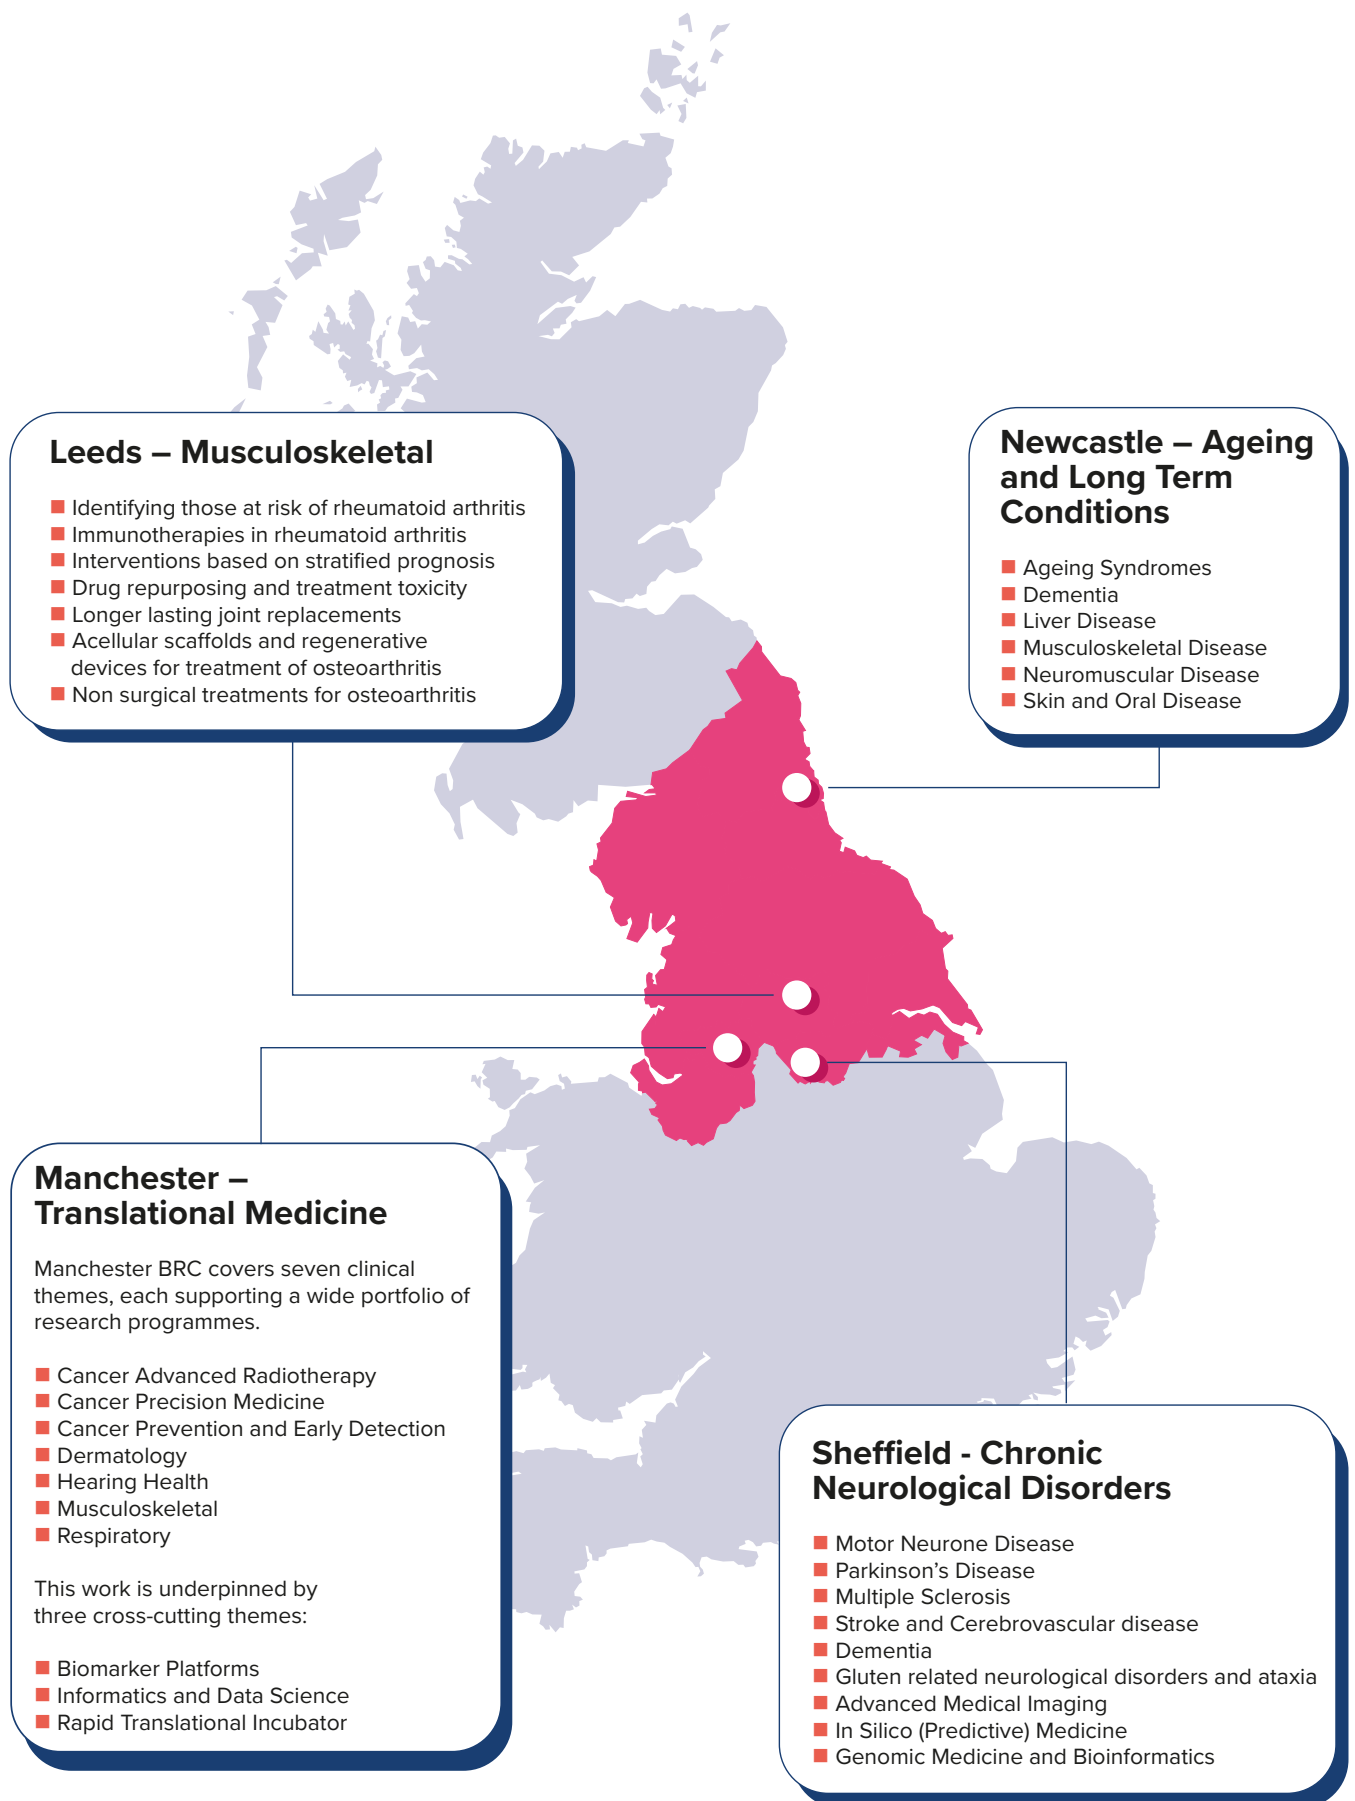 Leeds – Musculoskeletal
Identifying those at risk of rheumatoid arthritis
Immunotherapies in rheumatoid arthritis
Interventions based on stratified prognosis
Drug repurposing and treatment toxicity
Longer lasting joint replacements
Acellular scaffolds and regenerative
devices for treatment of osteoarthritis
Non surgical treatments for osteoarthritis
Newcastle – Ageing
and Long Term
Conditions
Ageing Syndromes
Dementia
Liver Disease
Musculoskeletal Disease
Neuromuscular Disease
Skin and Oral Disease
Manchester –
Translational Medicine
Manchester BRC covers seven clinical
themes, each supporting a wide portfolio of
research programmes.
Cancer Advanced Radiotherapy
Cancer Precision Medicine
Cancer Prevention and Early Detection
Dermatology
Hearing Health
Musculoskeletal
Respiratory
This work is underpinned by
three cross-cutting themes:
Biomarker Platforms
Informatics and Data Science
Rapid Translational Incubator
Sheffield - Chronic
Neurological Disorders
Motor Neurone Disease
Parkinson’s Disease
Multiple Sclerosis
Stroke and Cerebrovascular disease
Dementia
Gluten related neurological disorders and ataxia
Advanced Medical Imaging
In Silico (Predictive) Medicine
Genomic Medicine and Bioinformatics